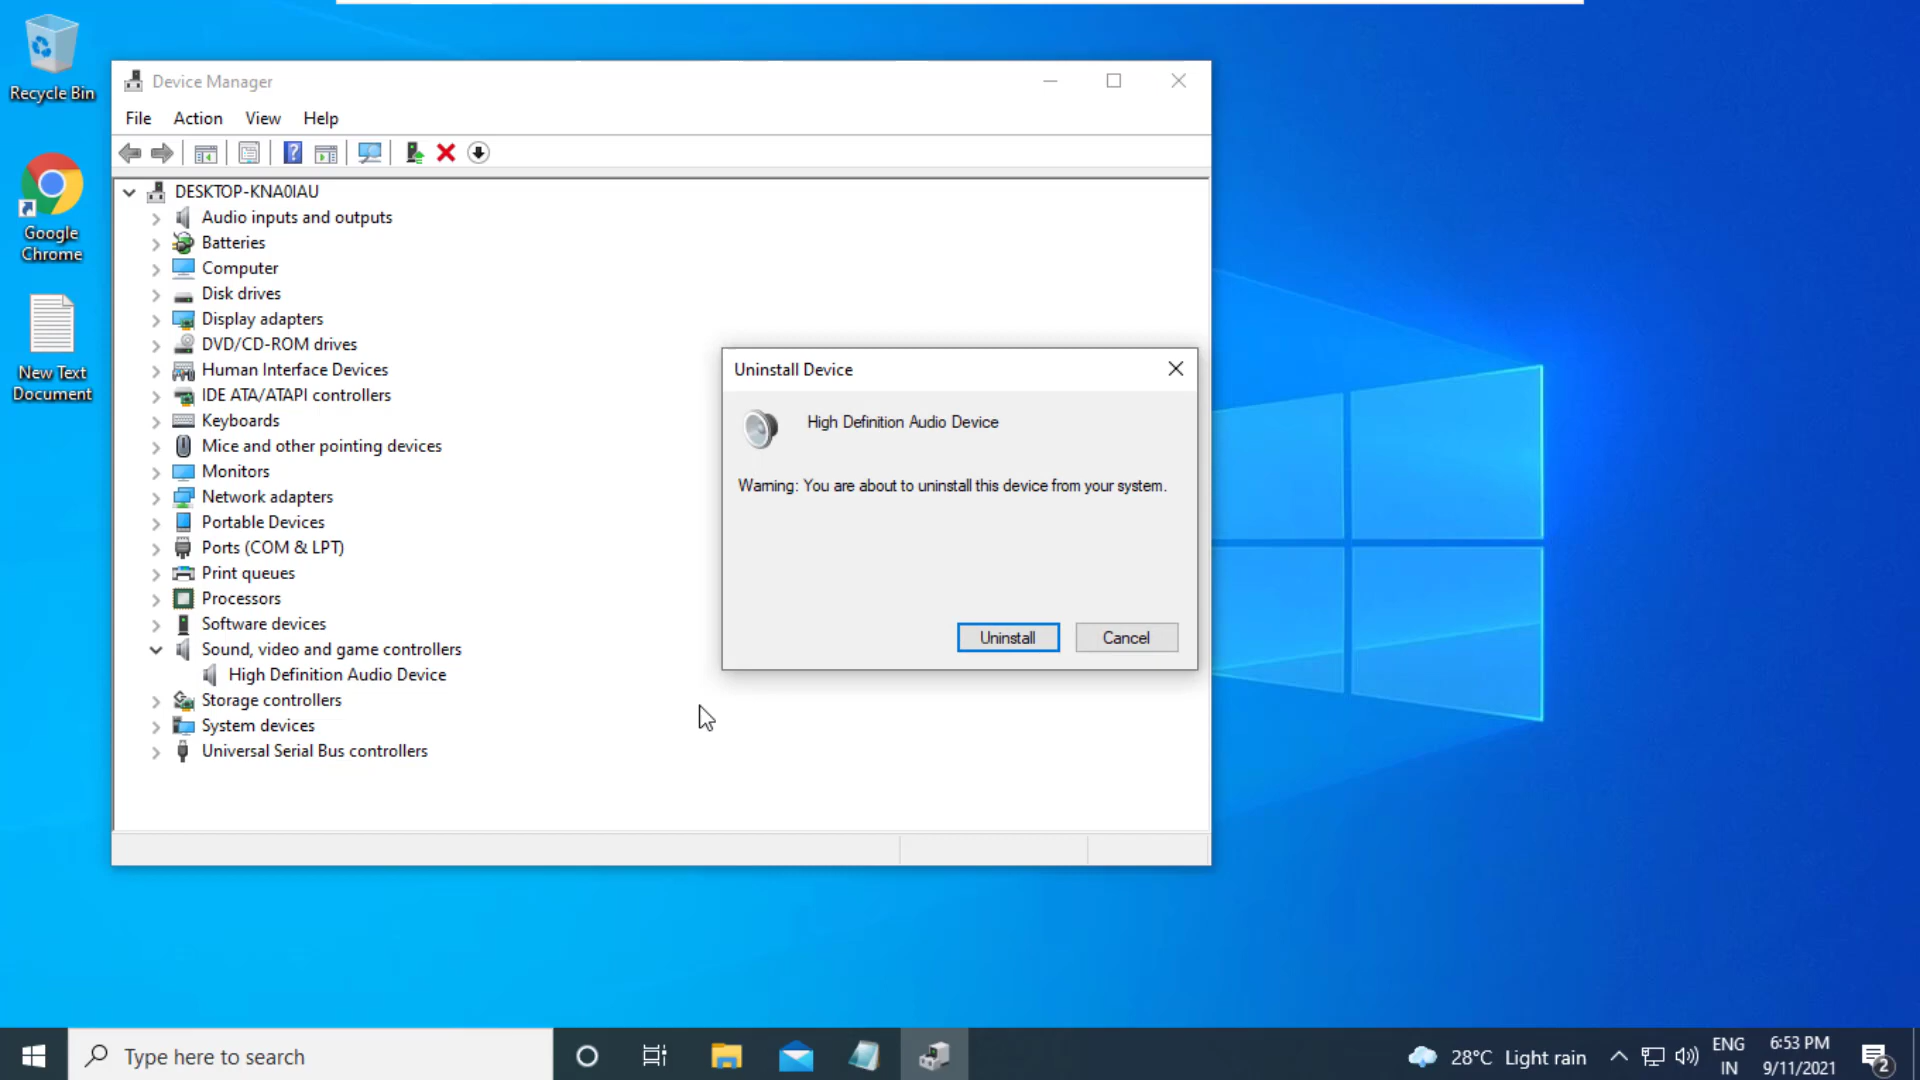 Recycle Bin
Google
Chrome
New Text
Document
Device Manager
File Action View Help
DESKTOP-KNA0IAU
Audio inputs and outputs
Batteries
Computer
Disk drives
Display adapters
DVD/CD-ROM drives
Human Interface Devices
IDE ATA/ATAPI controllers
Keyboards
Mice and other pointing devices
Monitors
Network adapters
Portable Devices
Ports (COM & LPT)
Print queues
Processors
Software devices
Sound, video and game controllers
High Definition Audio Device
Storage controllers
System devices
Universal Serial Bus controllers
Uninstall Device
High Definition Audio Device
Warning: You are about to uninstall this device from your system.
Uninstall Cancel
Type here to search
28°C Light rain
ENG
IN
6:53 PM
9/11/2021
2